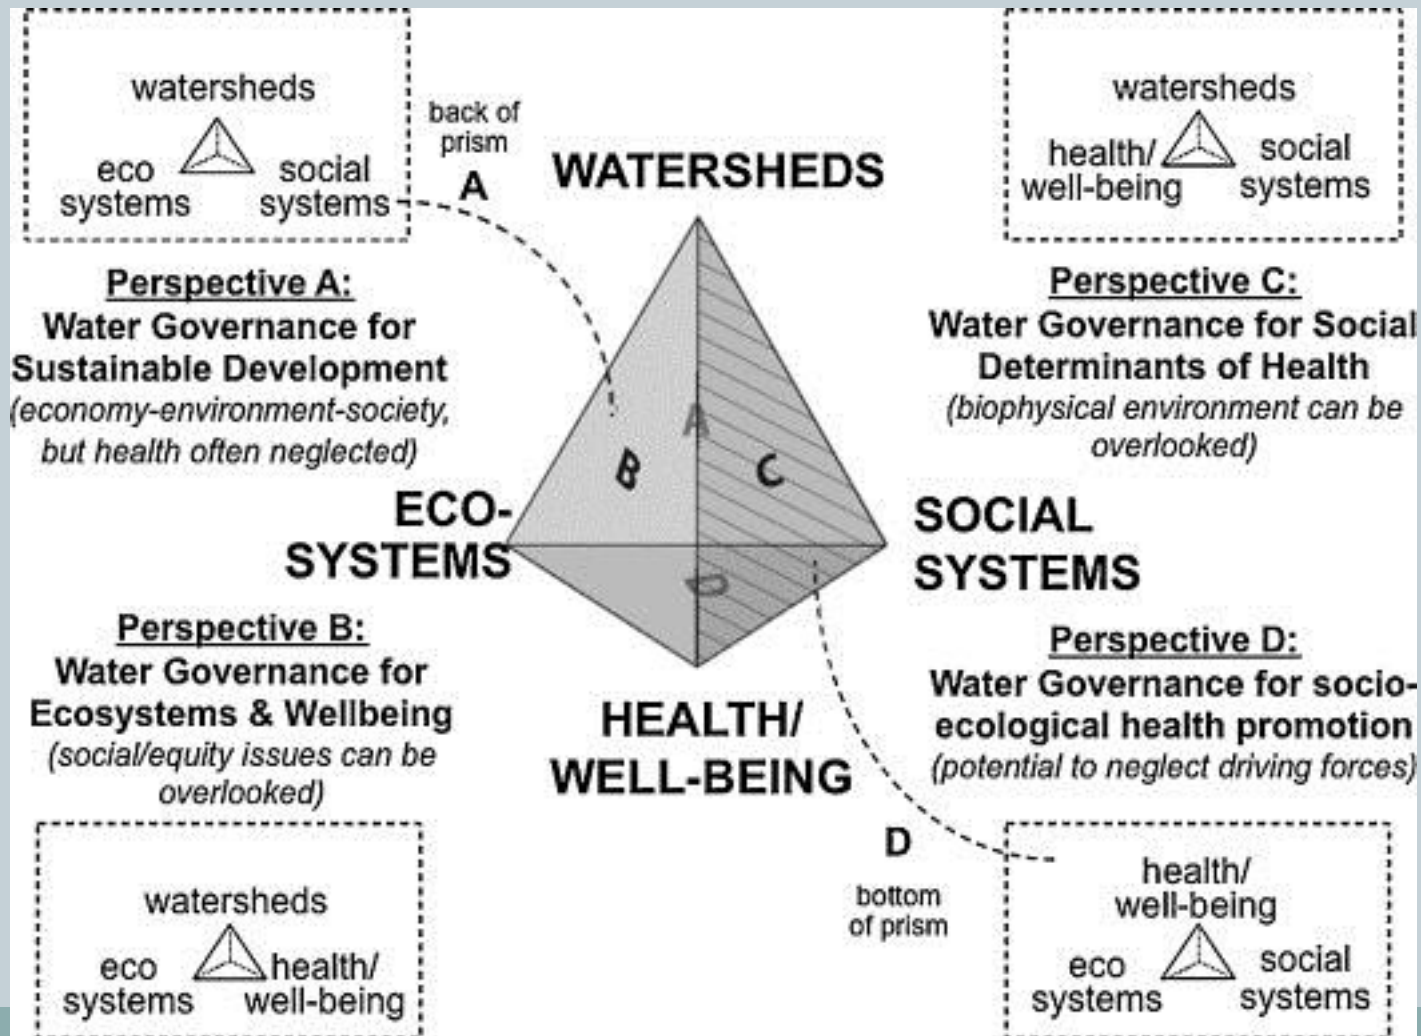 watersheds
eco
systems
social
systems
back of
prism
A
WATERSHEDS
watersheds
health/
well-being
social
systems
Perspective A:
Water Governance for
Sustainable Development
(economy-environment-society,
but health often neglected)
Perspective C:
Water Governance for Social
Determinants of Health
(biophysical environment can be
overlooked)
A
B
C
D
ECO-
SYSTEMS
SOCIAL
SYSTEMS
HEALTH/
WELL-BEING
Perspective B:
Water Governance for
Ecosystems & Wellbeing
(social/equity issues can be
overlooked)
Perspective D:
Water Governance for socio-
ecological health promotion
(potential to neglect driving forces)
watersheds
eco
systems
health/
well-being
D
bottom
of prism
health/
well-being
eco
systems
social
systems